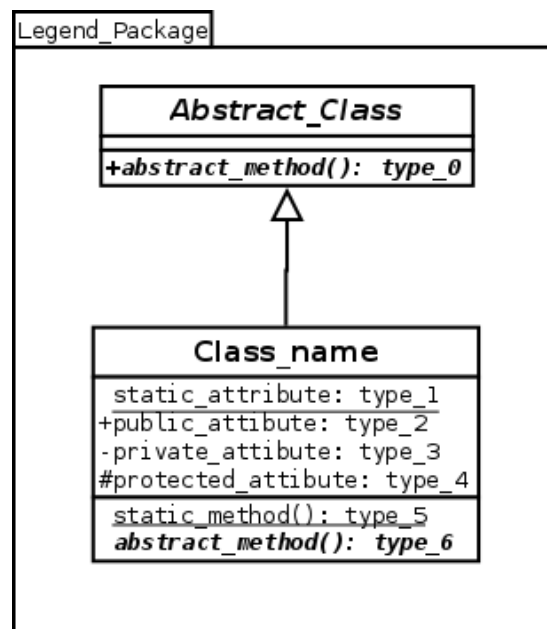 Legend_Package
Abstract_Class
+abstract_method(): type_0
Class_name
static_attribute: type_1
+public_attibute: type_2
-private_attibute: type_3
#protected_attibute: type_4
static_method(): type_5
abstract_method(): type_6